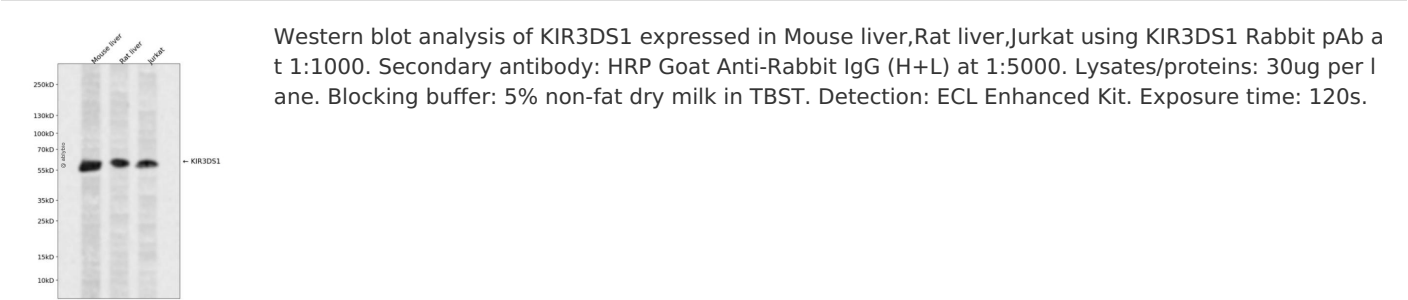 Mouse liver
Rat liver
Jurkat
250kD
130kD
100kD
70kD
55kD
35kD
25kD
15kD
10kD
@ abbytro
← KIR3DS1
Western blot analysis of KIR3DS1 expressed in Mouse liver,Rat liver,Jurkat using KIR3DS1 Rabbit pAb a
t 1:1000. Secondary antibody: HRP Goat Anti-Rabbit IgG (H+L) at 1:5000. Lysates/proteins: 30ug per l
ane. Blocking buffer: 5% non-fat dry milk in TBST. Detection: ECL Enhanced Kit. Exposure time: 120s.